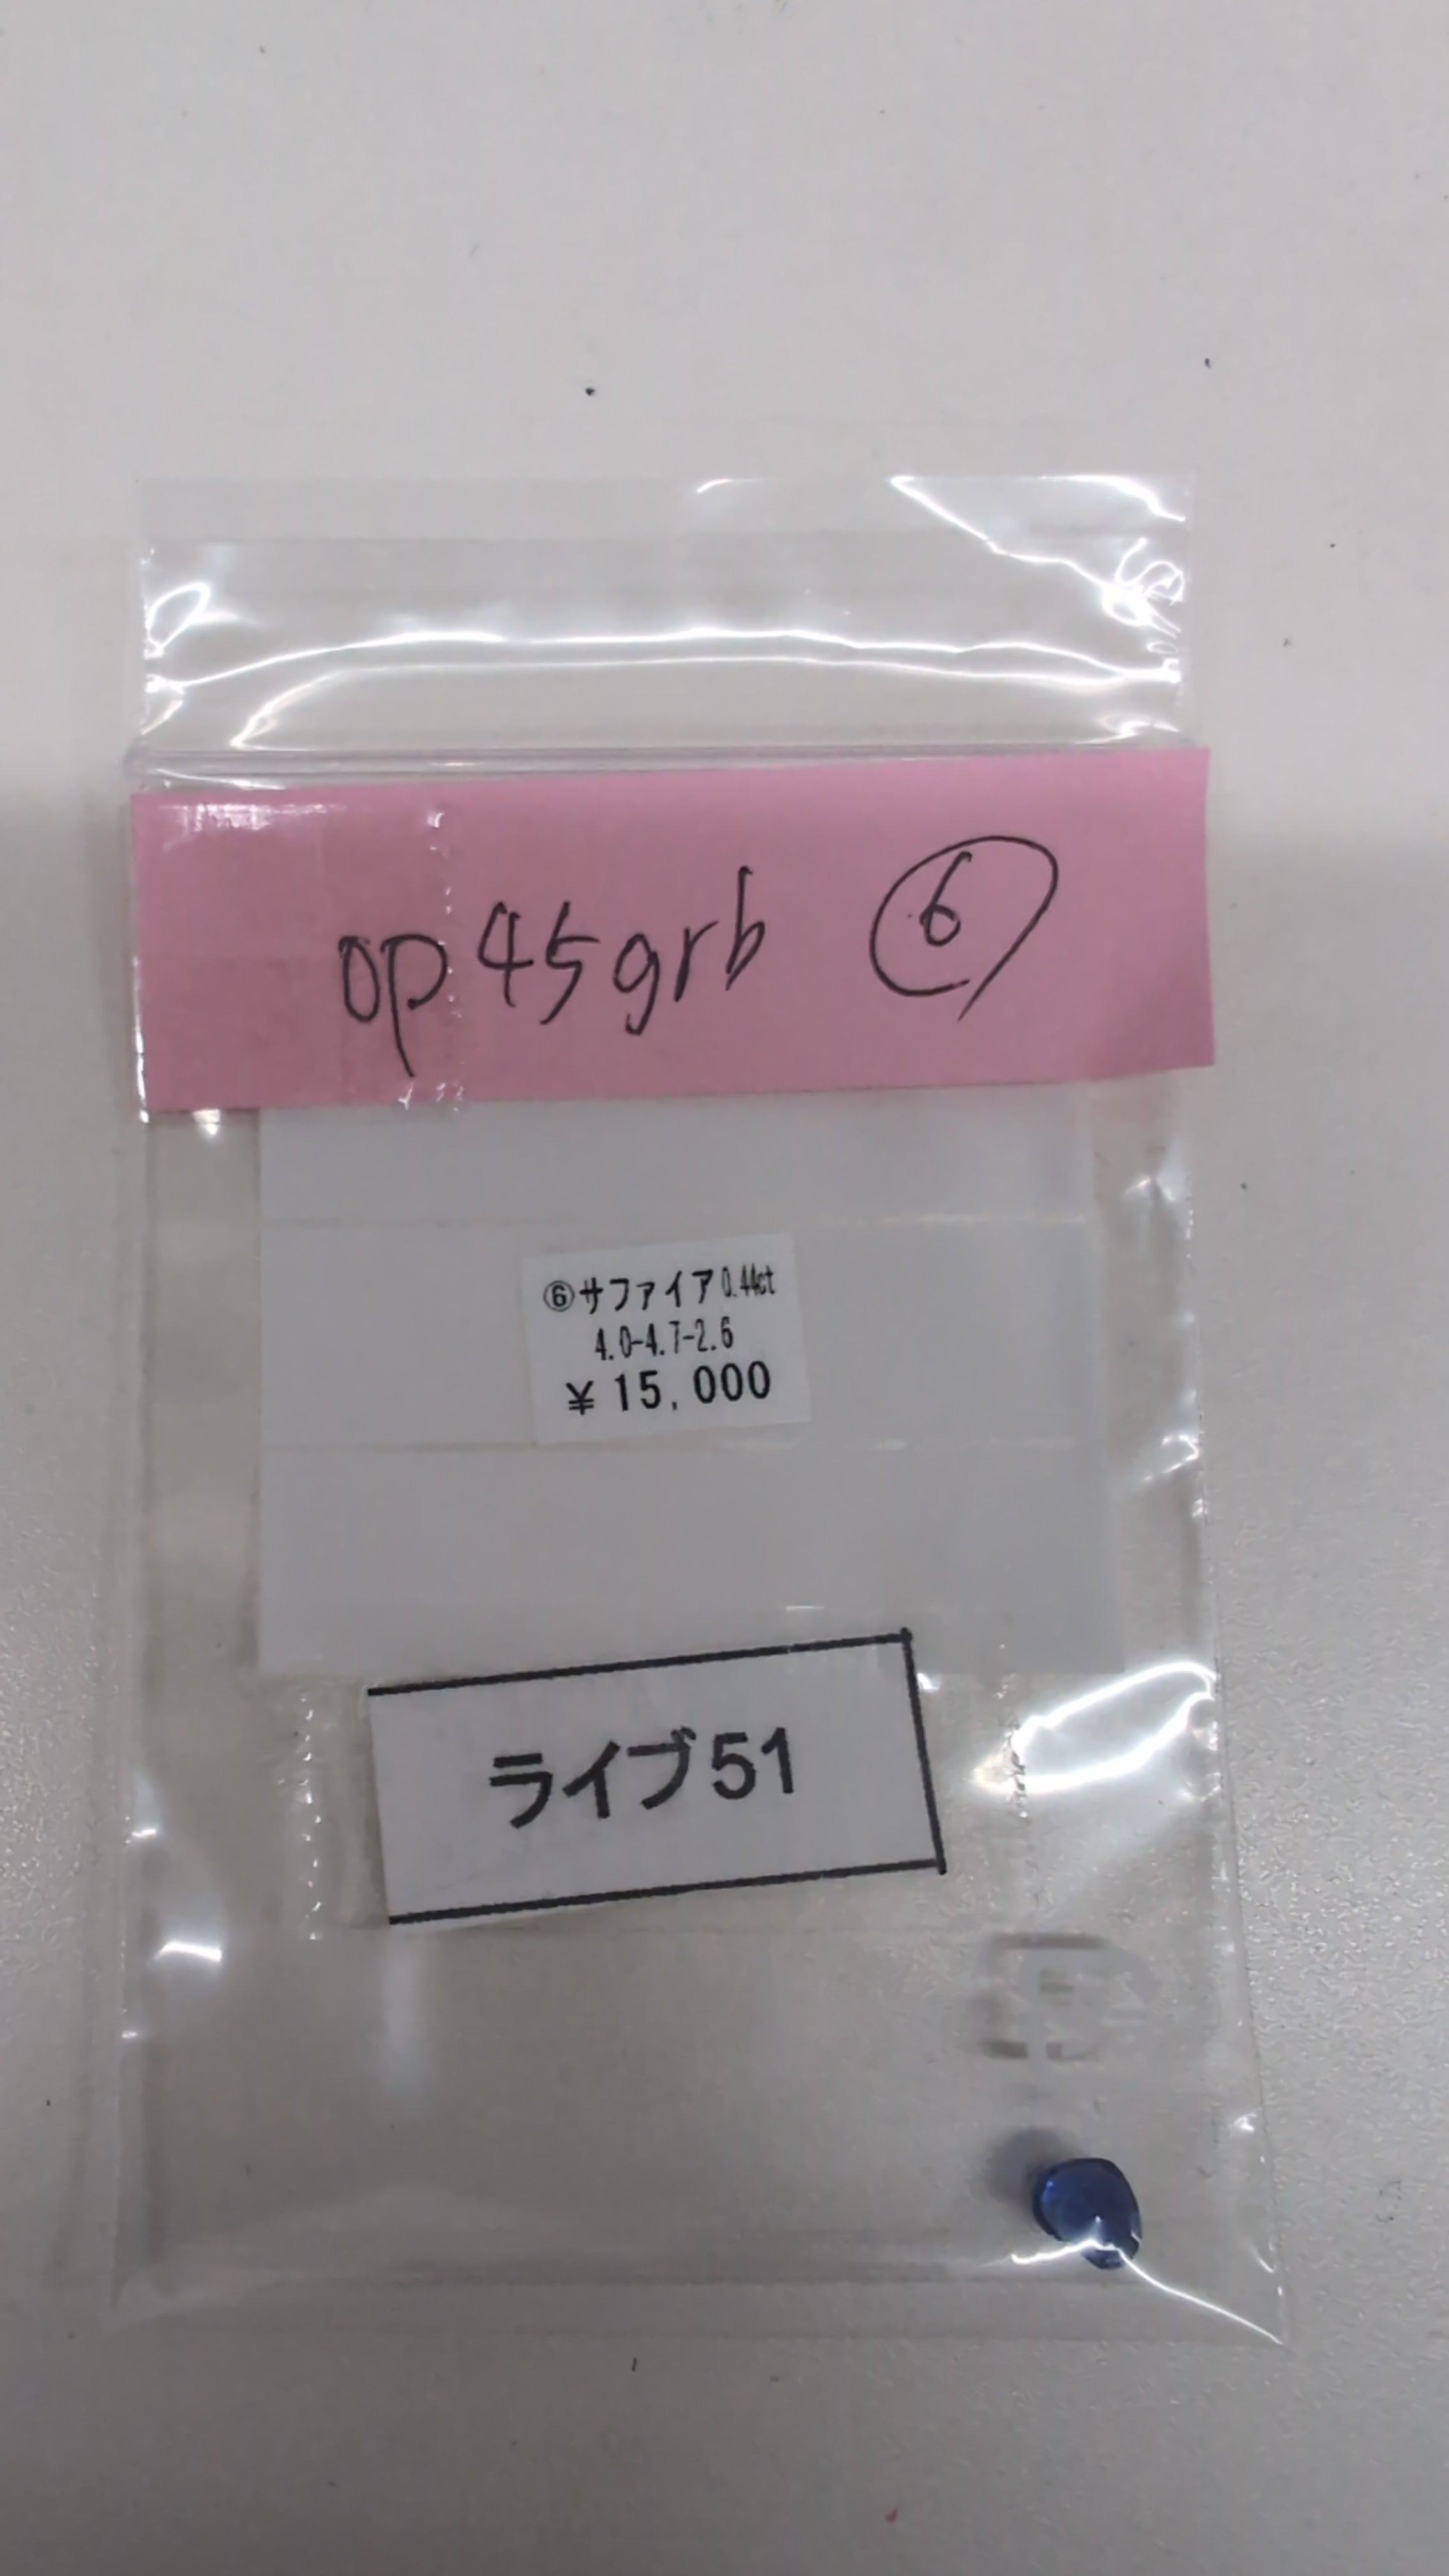 op45grb ⑥
⑥サファイア0.44ct
4.0-4.7-2.6
¥15,000
ライブ51